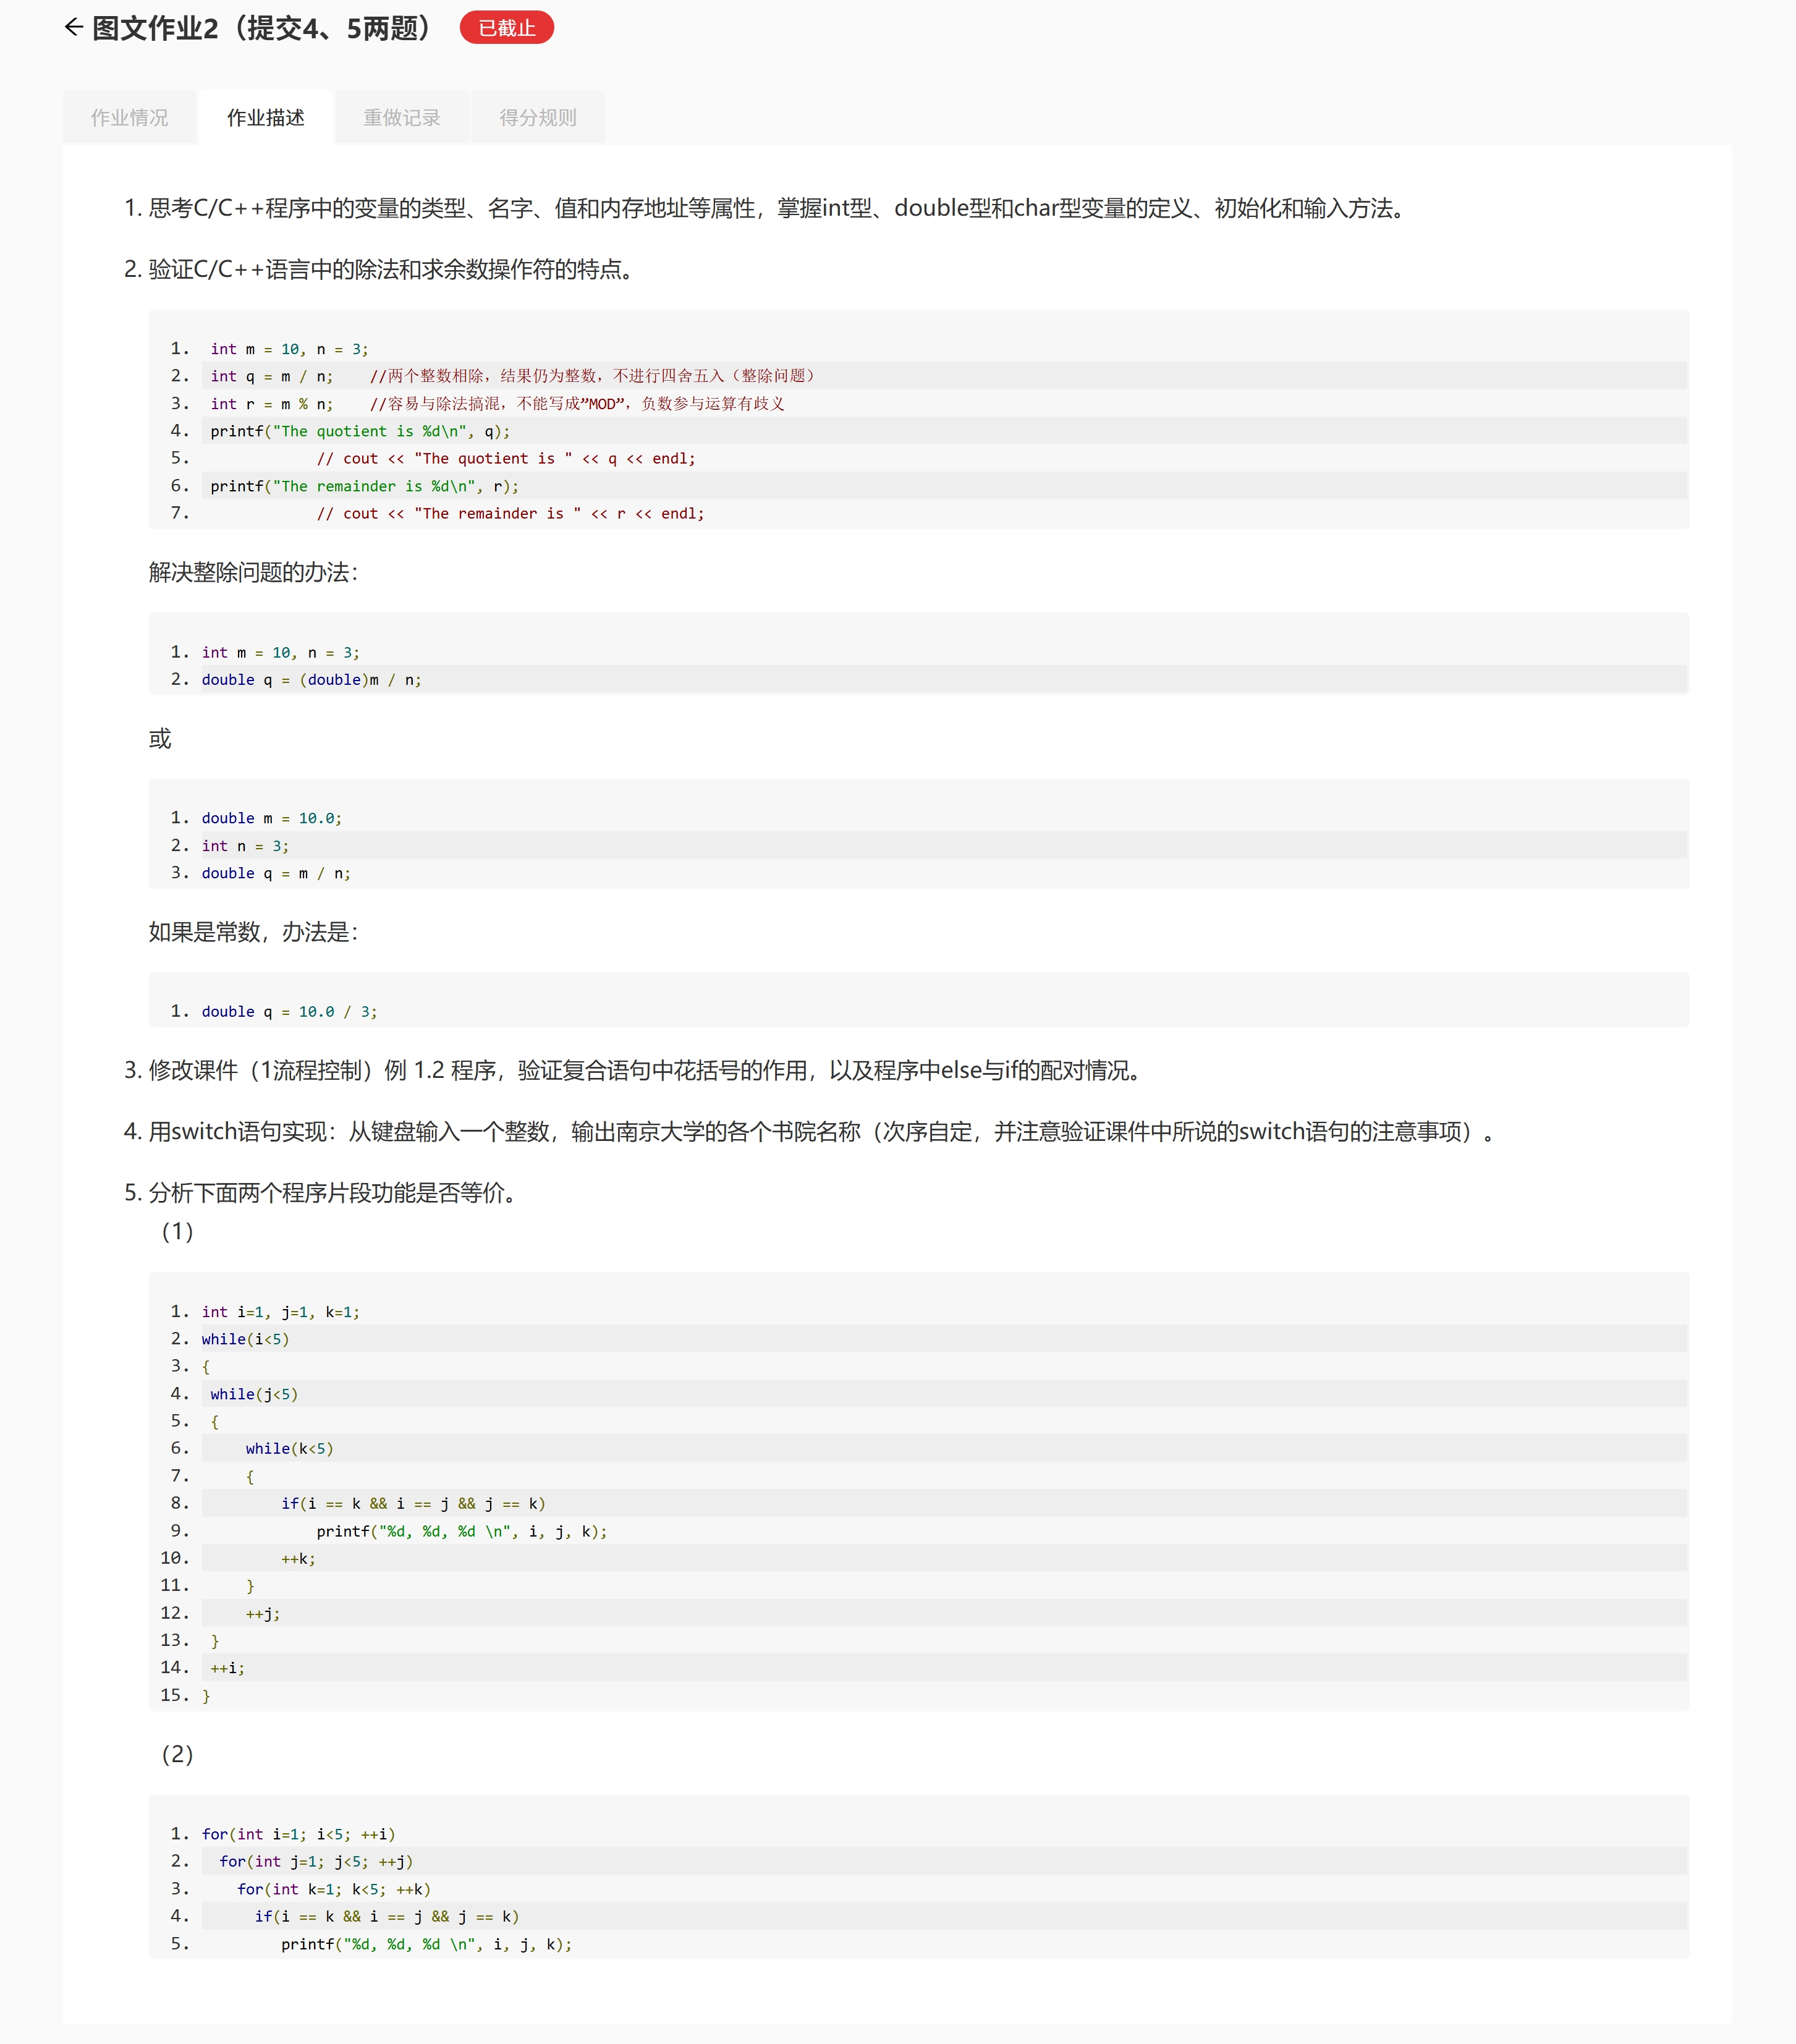 ← 图文作业2（提交4、5两题） 已截止
作业情况 作业描述 重做记录 得分规则
1. 思考C/C++程序中的变量的类型、名字、值和内存地址等属性，掌握int型、double型和char型变量的定义、初始化和输入方法。
2. 验证C/C++语言中的除法和求余数操作符的特点。
1. int m = 10, n = 3;
2. int q = m / n;    //两个整数相除，结果仍为整数，不进行四舍五入（整除问题）
3. int r = m % n;    //容易与除法搞混，不能写成”MOD”，负数参与运算有歧义
4. printf("The quotient is %d\n", q);
5.             // cout << "The quotient is " << q << endl;
6. printf("The remainder is %d\n", r);
7.             // cout << "The remainder is " << r << endl;
解决整除问题的办法：
1. int m = 10, n = 3;
2. double q = (double)m / n;
或
1. double m = 10.0;
2. int n = 3;
3. double q = m / n;
如果是常数，办法是：
1. double q = 10.0 / 3;
3. 修改课件（1流程控制）例 1.2 程序，验证复合语句中花括号的作用，以及程序中else与if的配对情况。
4. 用switch语句实现：从键盘输入一个整数，输出南京大学的各个书院名称（次序自定，并注意验证课件中所说的switch语句的注意事项）。
5. 分析下面两个程序片段功能是否等价。
（1）
1. int i=1, j=1, k=1;
2. while(i<5)
3. {
4.  while(j<5)
5.  {
6.      while(k<5)
7.      {
8.          if(i == k && i == j && j == k)
9.              printf("%d, %d, %d \n", i, j, k);
10.          ++k;
11.      }
12.      ++j;
13.  }
14.  ++i;
15. }
（2）
1. for(int i=1; i<5; ++i)
2.   for(int j=1; j<5; ++j)
3.     for(int k=1; k<5; ++k)
4.       if(i == k && i == j && j == k)
5.          printf("%d, %d, %d \n", i, j, k);